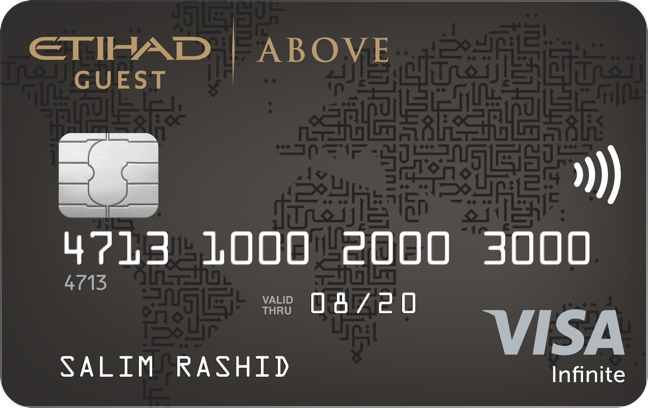 ETIHAD GUEST | ABOVE
4713 1000 2000 3000
4713
VALID THRU 08/20
SALIM RASHID
VISA
Infinite